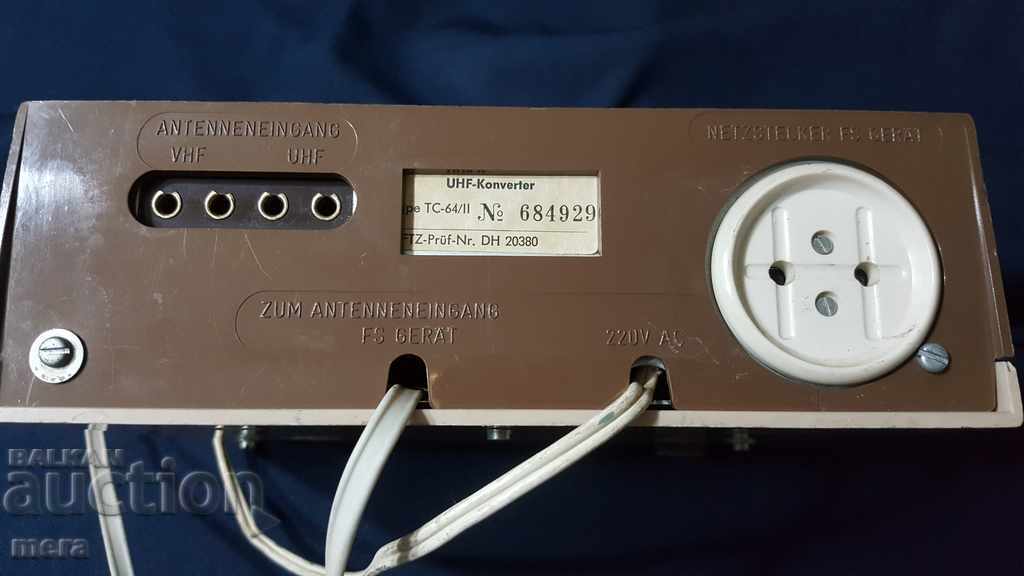 ANTENNENEINGANG
VHF UHF
NETZSTECKER FS GERÄT
UHF-Konverter
pe TC-64/II № 684929
FTZ-Prüf-Nr. DH 20380
ZUM ANTENNENEINGANG
FS GERÄT
220V AC
BALKAN
auction
mera